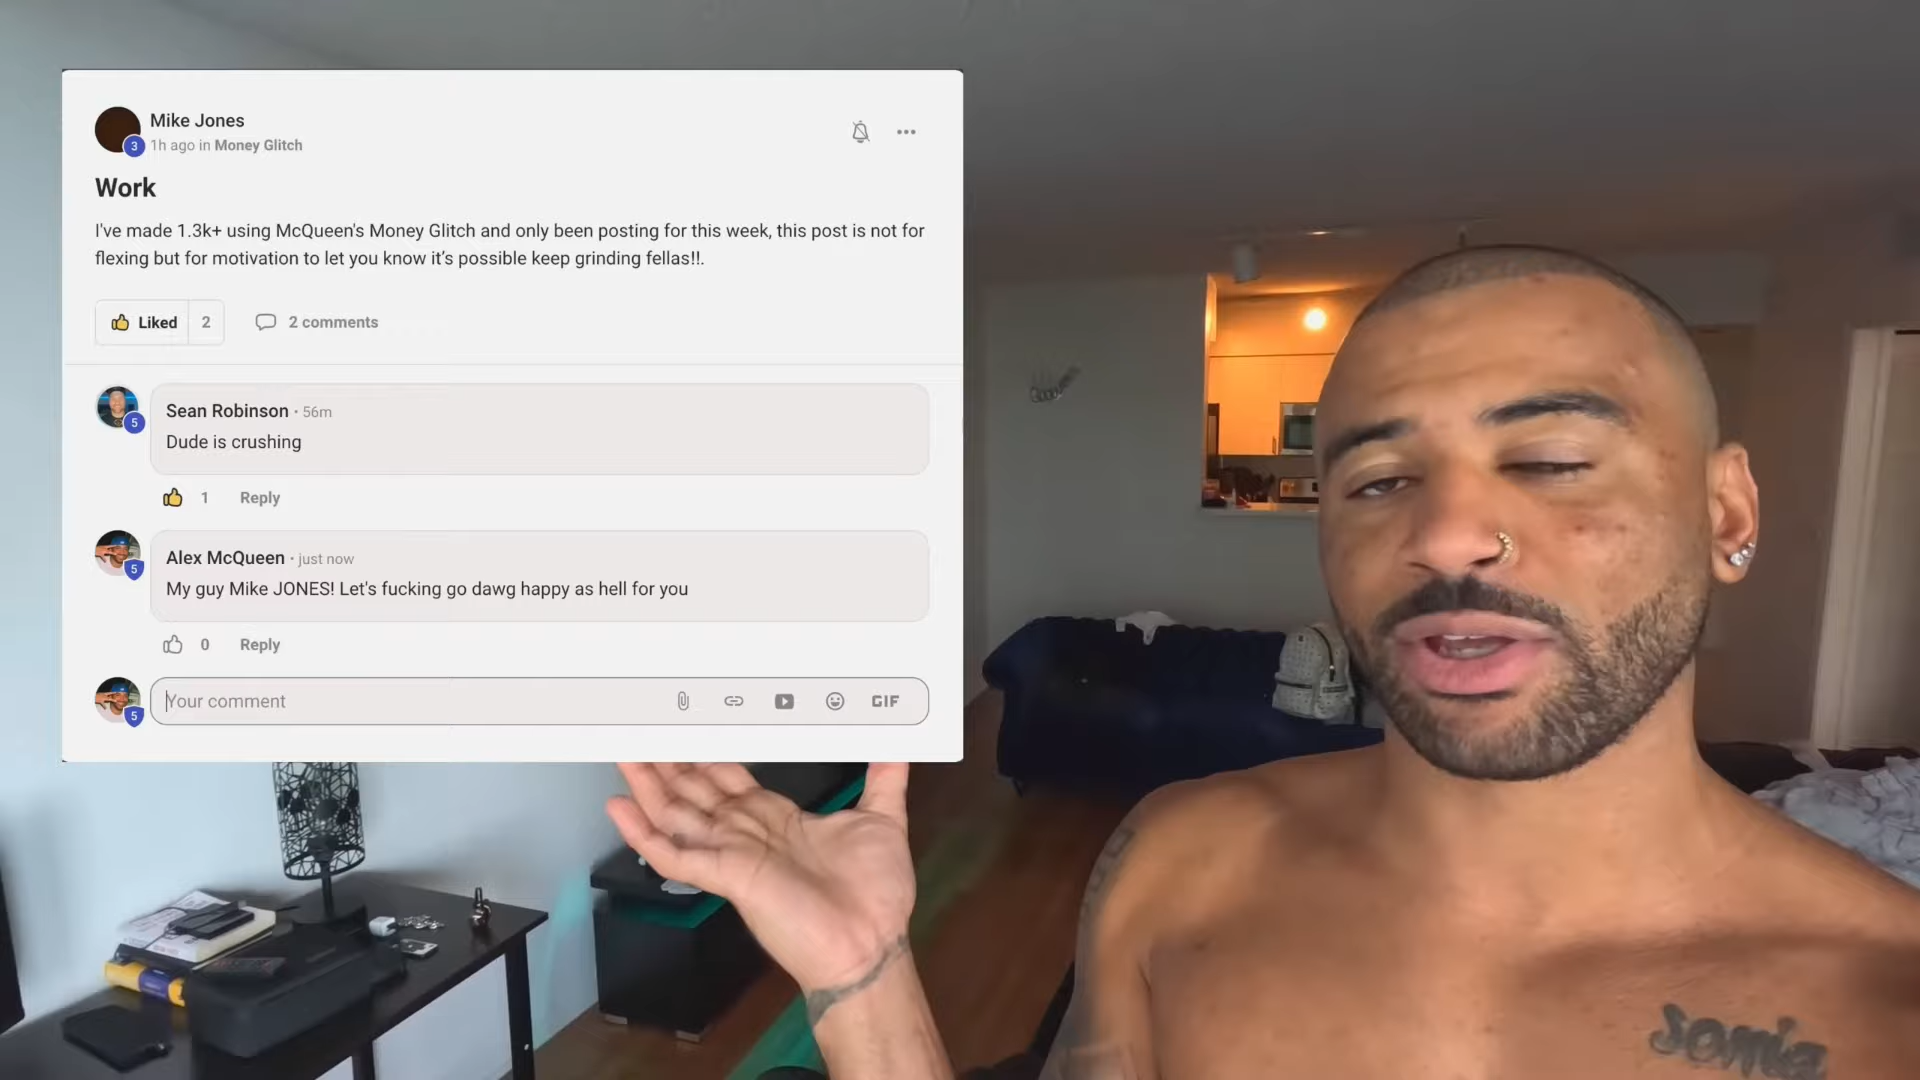 Mike Jones
3
1h ago in Money Glitch
Work
I've made 1.3k+ using McQueen's Money Glitch and only been posting for this week, this post is not for
flexing but for motivation to let you know it’s possible keep grinding fellas!!.
Liked 2 2 comments
Sean Robinson • 56m
5
Dude is crushing
1 Reply
Alex McQueen • just now
5
My guy Mike JONES! Let's fucking go dawg happy as hell for you
0 Reply
5
Your comment GIF
Somia